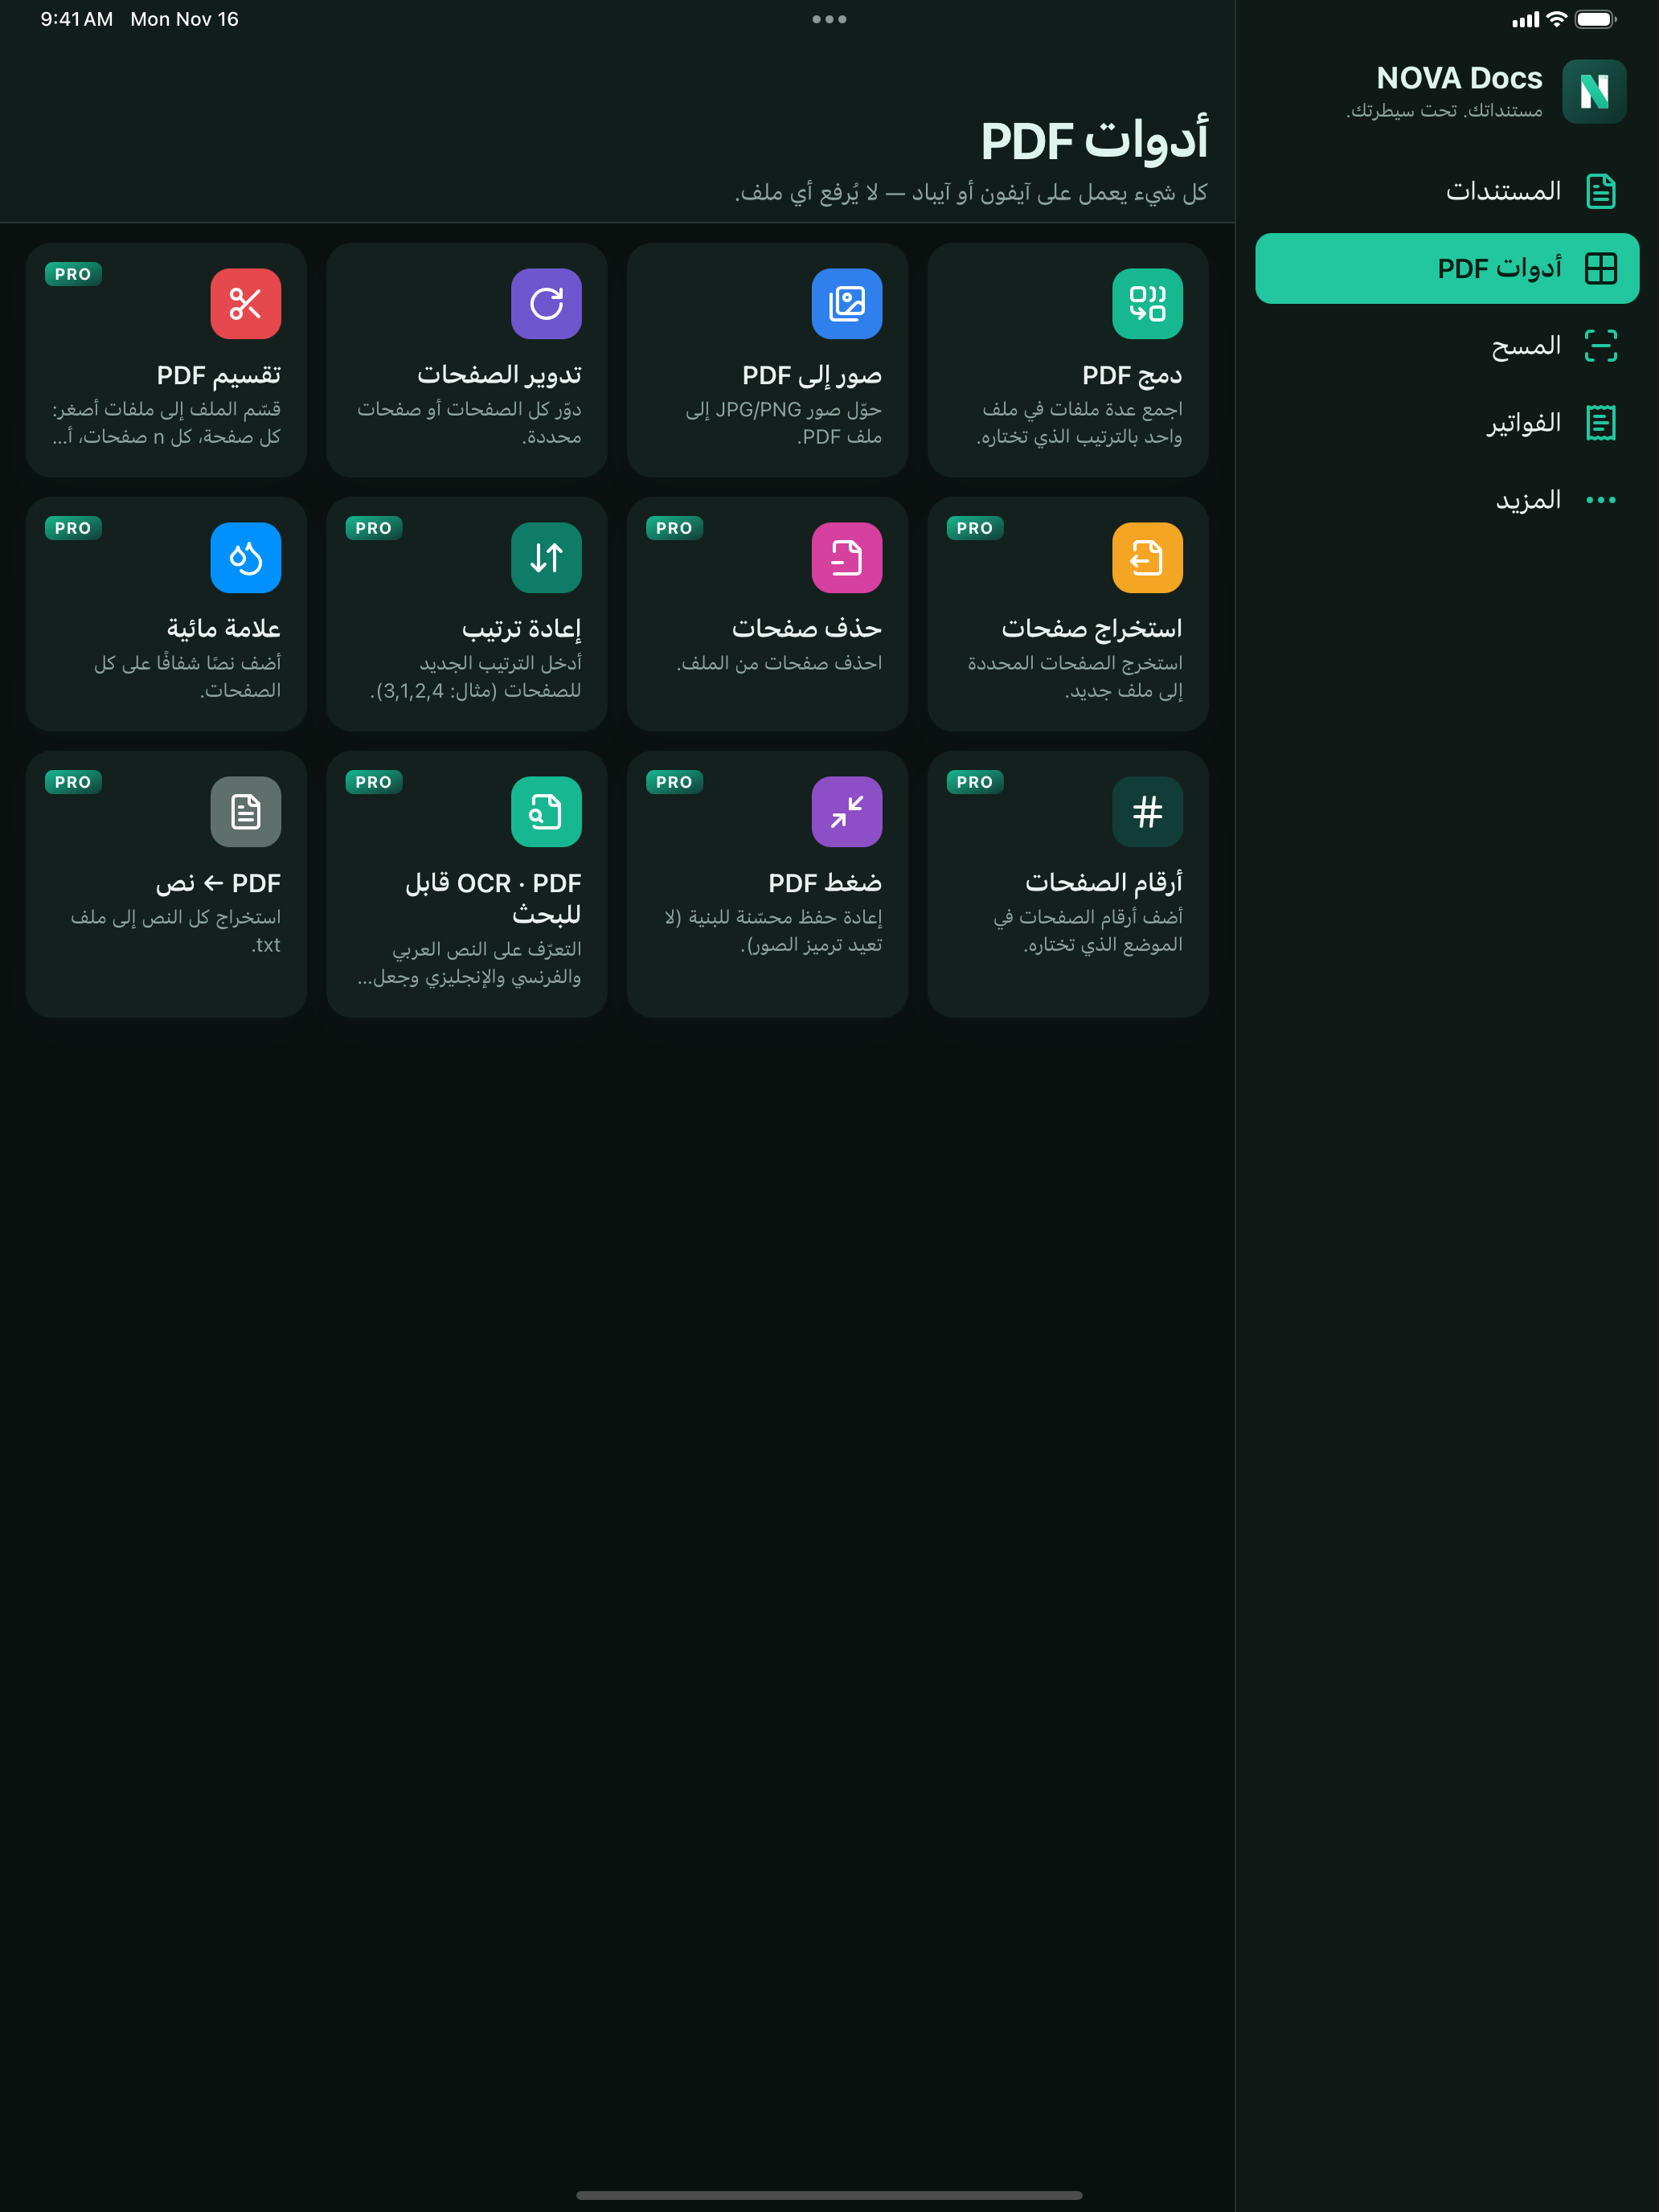 9:41 AM Mon Nov 16
NOVA Docs
مستنداتك. تحت سيطرتك.
المستندات
أدوات PDF
المسح
الفواتير
المزيد
أدوات PDF
كل شيء يعمل على آيفون أو آيباد — لا يُرفع أي ملف.
دمج PDF
اجمع عدة ملفات في ملف
واحد بالترتيب الذي تختاره.
صور إلى PDF
حوّل صور JPG/PNG إلى
ملف PDF.
تدوير الصفحات
دوّر كل الصفحات أو صفحات
محددة.
PRO
تقسيم PDF
قسّم الملف إلى ملفات أصغر:
كل صفحة، كل n صفحات، أ...
PRO
استخراج صفحات
استخرج الصفحات المحددة
إلى ملف جديد.
PRO
حذف صفحات
احذف صفحات من الملف.
PRO
إعادة ترتيب
أدخل الترتيب الجديد
للصفحات (مثال: 3,1,2,4).
PRO
علامة مائية
أضف نصًا شفافًا على كل
الصفحات.
PRO
أرقام الصفحات
أضف أرقام الصفحات في
الموضع الذي تختاره.
PRO
ضغط PDF
إعادة حفظ محسّنة للبنية (لا
تعيد ترميز الصور).
PRO
OCR · PDF قابل
للبحث
التعرّف على النص العربي
والفرنسي والإنجليزي وجعل...
PRO
PDF ← نص
استخراج كل النص إلى ملف
.txt